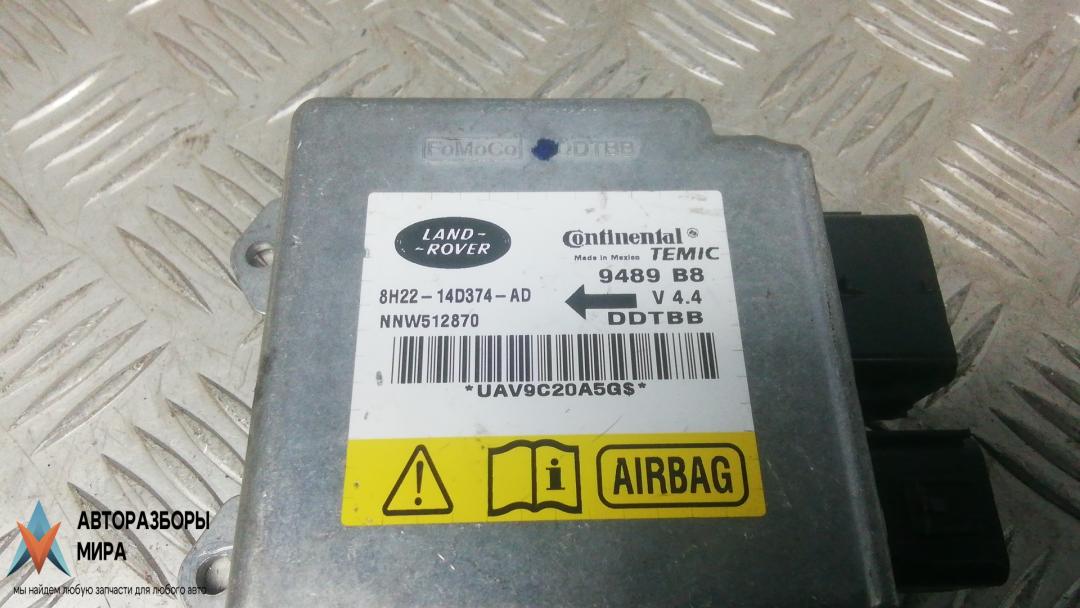 FoMoCo DDTBB
LAND~
~ROVER
Continental
Made in Mexico TEMIC
9489 B8
8H22-14D374-AD
V 4.4
NNW512870
DDTBB
*UAV9C20A5G$*
AIRBAG
АВТОРАЗБОРЫ
МИРА
мы найдем любую запчасти для любого авто